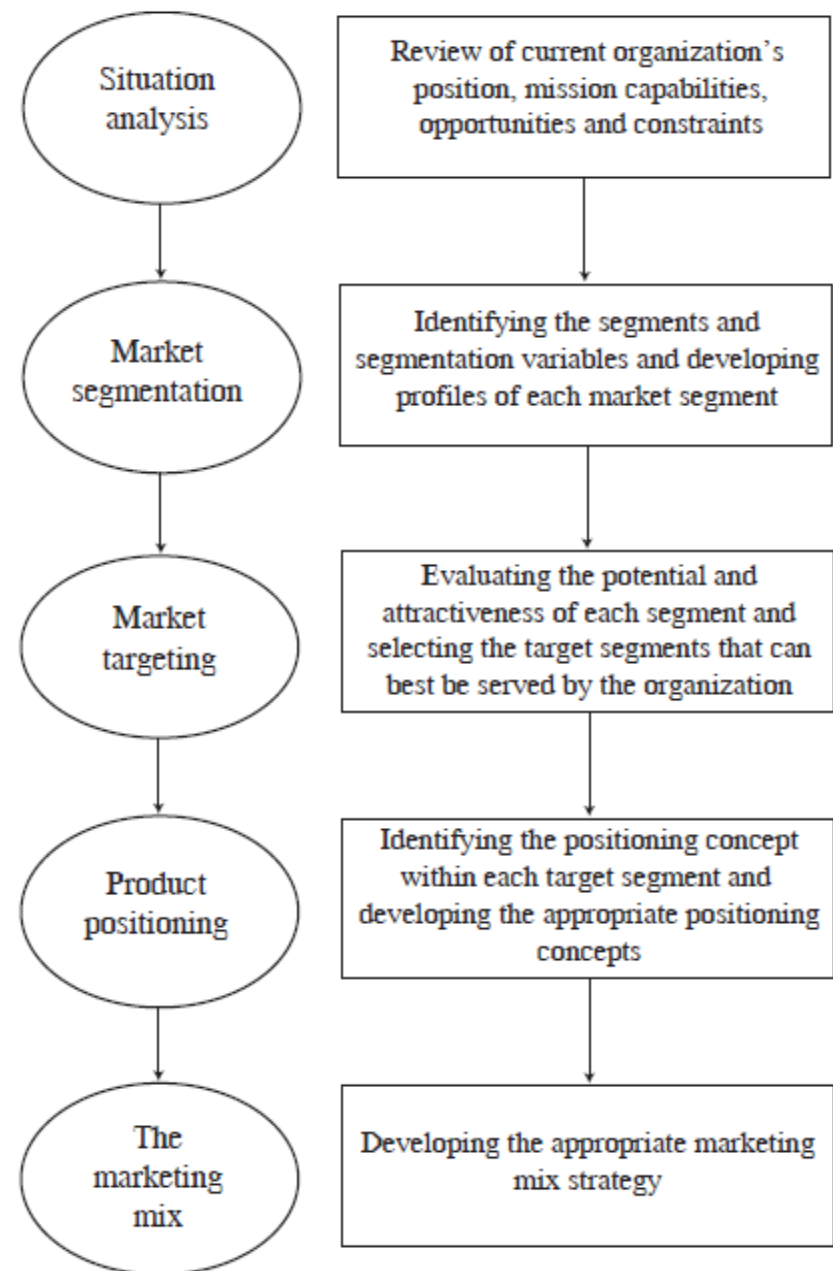 Situation
analysis
Review of current organization's
position, mission capabilities,
opportunities and constraints
Market
segmentation
Identifying the segments and
segmentation variables and developing
profiles of each market segment
Market
targeting
Evaluating the potential and
attractiveness of each segment and
selecting the target segments that can
best be served by the organization
Product
positioning
Identifying the positioning concept
within each target segment and
developing the appropriate positioning
concepts
The
marketing
mix
Developing the appropriate marketing
mix strategy